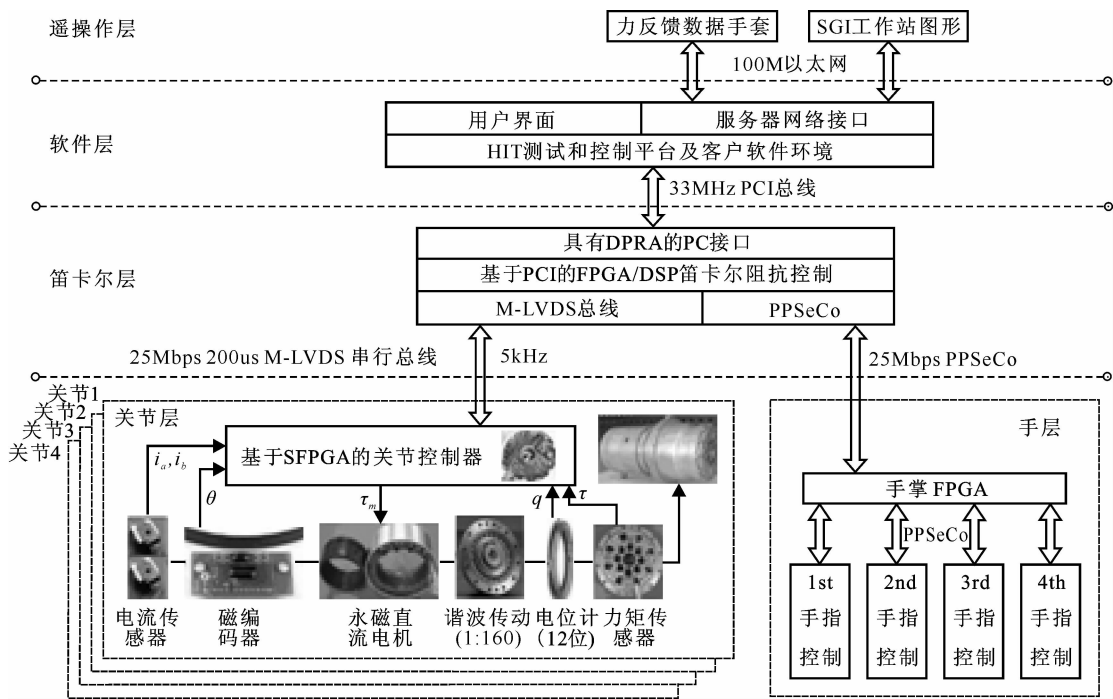 遥操作层
力反馈数据手套
SGI工作站图形
100M以太网
软件层
用户界面
服务器网络接口
HIT测试和控制平台及客户软件环境
33MHz PCI总线
笛卡尔层
具有DPRA的PC接口
基于PCI的FPGA/DSP笛卡尔阻抗控制
M-LVDS总线
PPSeCo
25Mbps 200us M-LVDS 串行总线
5kHz
25Mbps PPSeCo
关节1
关节2
关节3
关节4
关节层
基于SFPGA的关节控制器
ia,ib
θ
τm
q
τ
电流传
感器
磁编
码器
永磁直
流电机
谐波传动
(1:160)
电位计
(12位)
力矩传
感器
手层
手掌 FPGA
PPSeCo
1st
手指
控制
2nd
手指
控制
3rd
手指
控制
4th
手指
控制